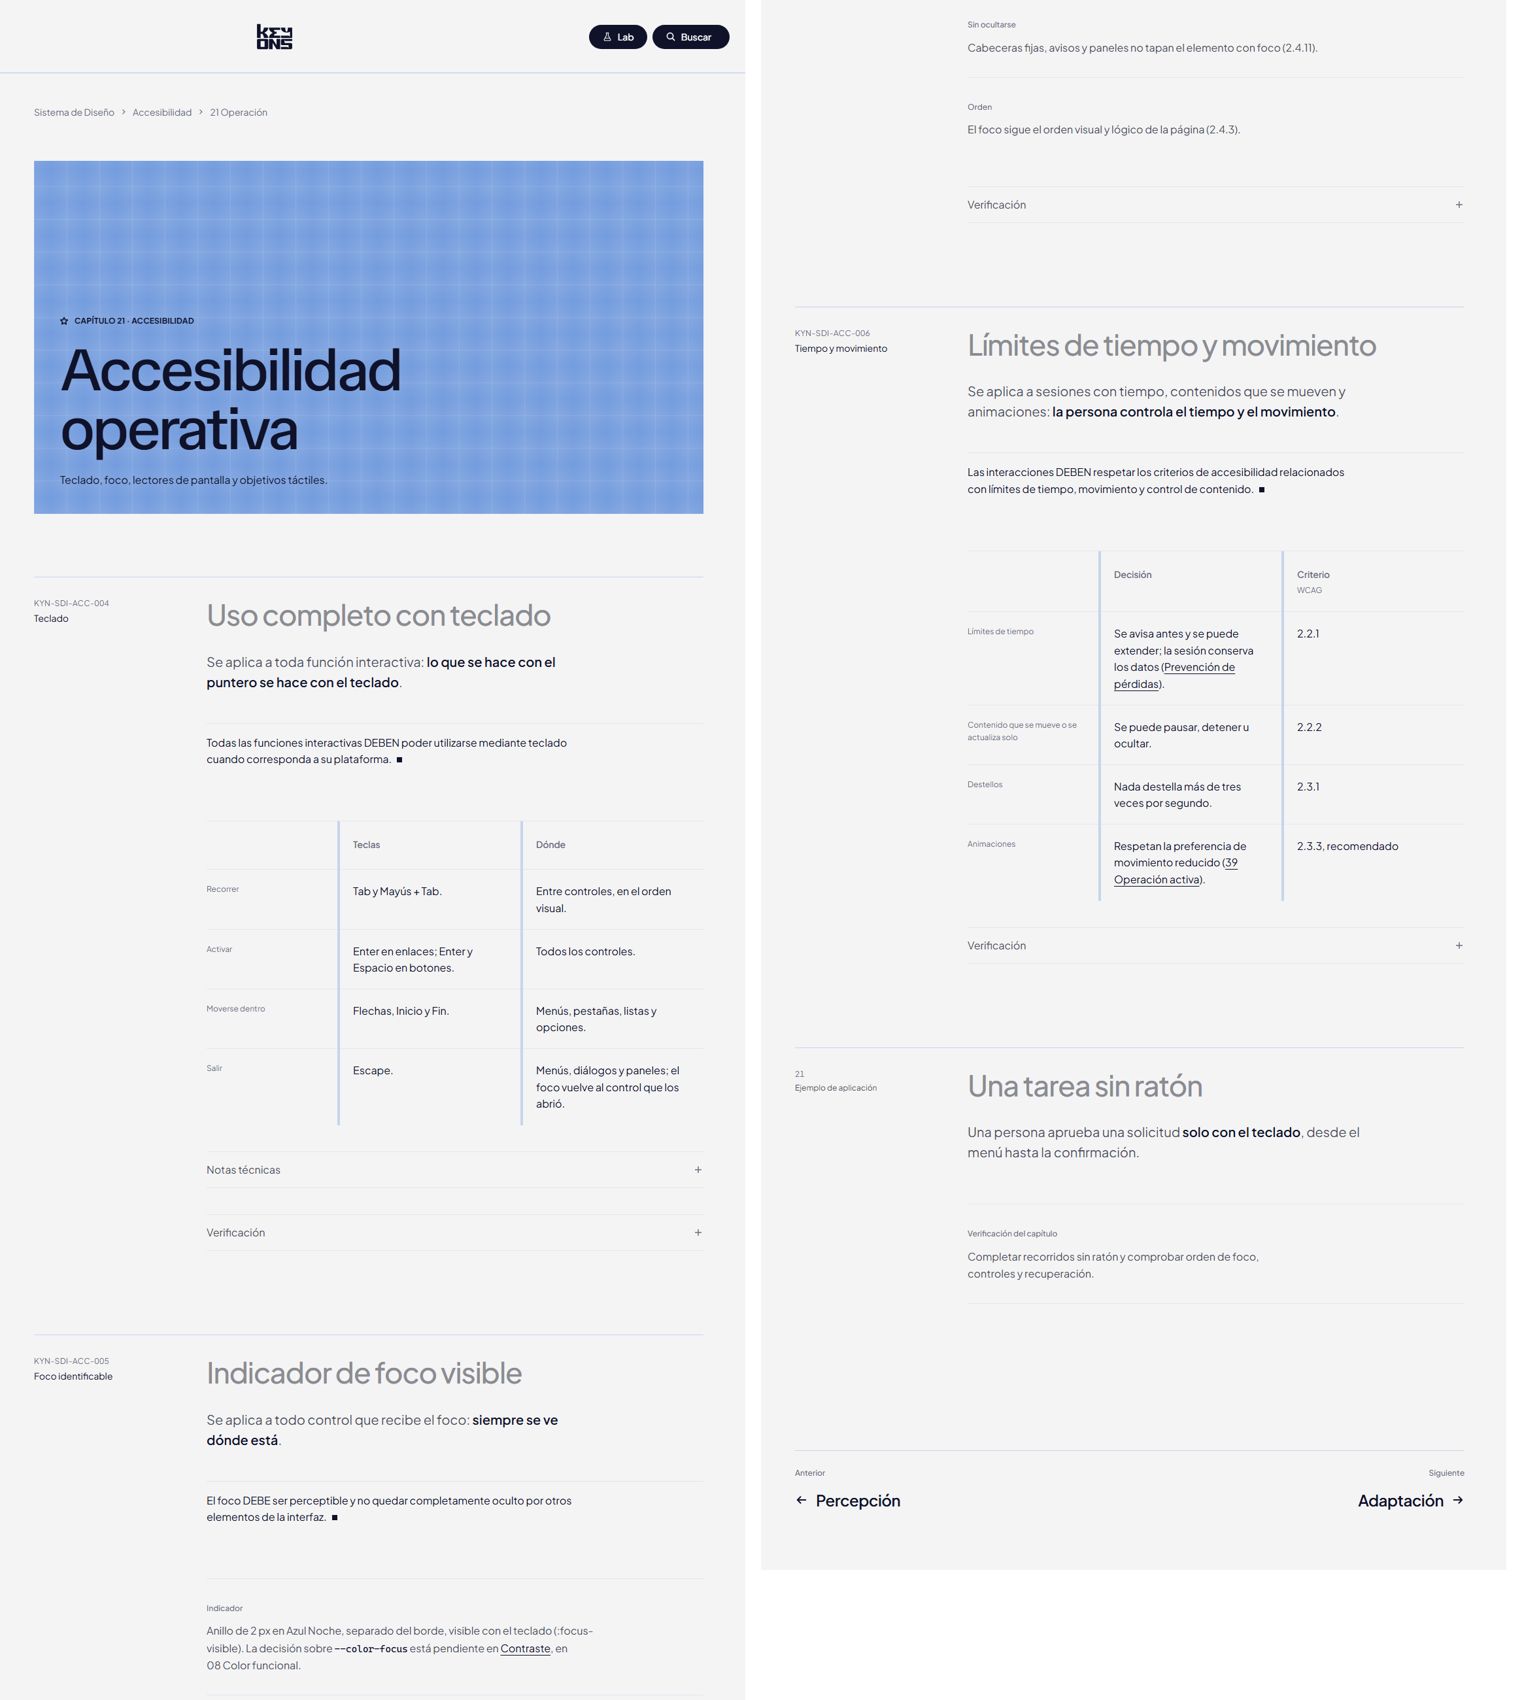 KEY
ONS
Lab
Buscar
Sistema de Diseño > Accesibilidad > 21 Operación
CAPÍTULO 21 · ACCESIBILIDAD
Accesibilidad
operativa
Teclado, foco, lectores de pantalla y objetivos táctiles.
KYN-SDI-ACC-004
Teclado
Uso completo con teclado
Se aplica a toda función interactiva: lo que se hace con el
puntero se hace con el teclado.
Todas las funciones interactivas DEBEN poder utilizarse mediante teclado
cuando corresponda a su plataforma.
Teclas
Dónde
Recorrer
Tab y Mayús + Tab.
Entre controles, en el orden
visual.
Activar
Enter en enlaces; Enter y
Espacio en botones.
Todos los controles.
Moverse dentro
Flechas, Inicio y Fin.
Menús, pestañas, listas y
opciones.
Salir
Escape.
Menús, diálogos y paneles; el
foco vuelve al control que los
abrió.
Notas técnicas +
Verificación +
KYN-SDI-ACC-005
Foco identificable
Indicador de foco visible
Se aplica a todo control que recibe el foco: siempre se ve
dónde está.
El foco DEBE ser perceptible y no quedar completamente oculto por otros
elementos de la interfaz.
Indicador
Anillo de 2 px en Azul Noche, separado del borde, visible con el teclado (:focus-
visible). La decisión sobre --color-focus está pendiente en Contraste, en
08 Color funcional.
Sin ocultarse
Cabeceras fijas, avisos y paneles no tapan el elemento con foco (2.4.11).
Orden
El foco sigue el orden visual y lógico de la página (2.4.3).
Verificación +
KYN-SDI-ACC-006
Tiempo y movimiento
Límites de tiempo y movimiento
Se aplica a sesiones con tiempo, contenidos que se mueven y
animaciones: la persona controla el tiempo y el movimiento.
Las interacciones DEBEN respetar los criterios de accesibilidad relacionados
con límites de tiempo, movimiento y control de contenido.
Decisión
Criterio
WCAG
Límites de tiempo
Se avisa antes y se puede
extender; la sesión conserva
los datos (Prevención de
pérdidas).
2.2.1
Contenido que se mueve o se
actualiza solo
Se puede pausar, detener u
ocultar.
2.2.2
Destellos
Nada destella más de tres
veces por segundo.
2.3.1
Animaciones
Respetan la preferencia de
movimiento reducido (39
Operación activa).
2.3.3, recomendado
Verificación +
21
Ejemplo de aplicación
Una tarea sin ratón
Una persona aprueba una solicitud solo con el teclado, desde el
menú hasta la confirmación.
Verificación del capítulo
Completar recorridos sin ratón y comprobar orden de foco,
controles y recuperación.
Anterior
← Percepción
Siguiente
Adaptación →